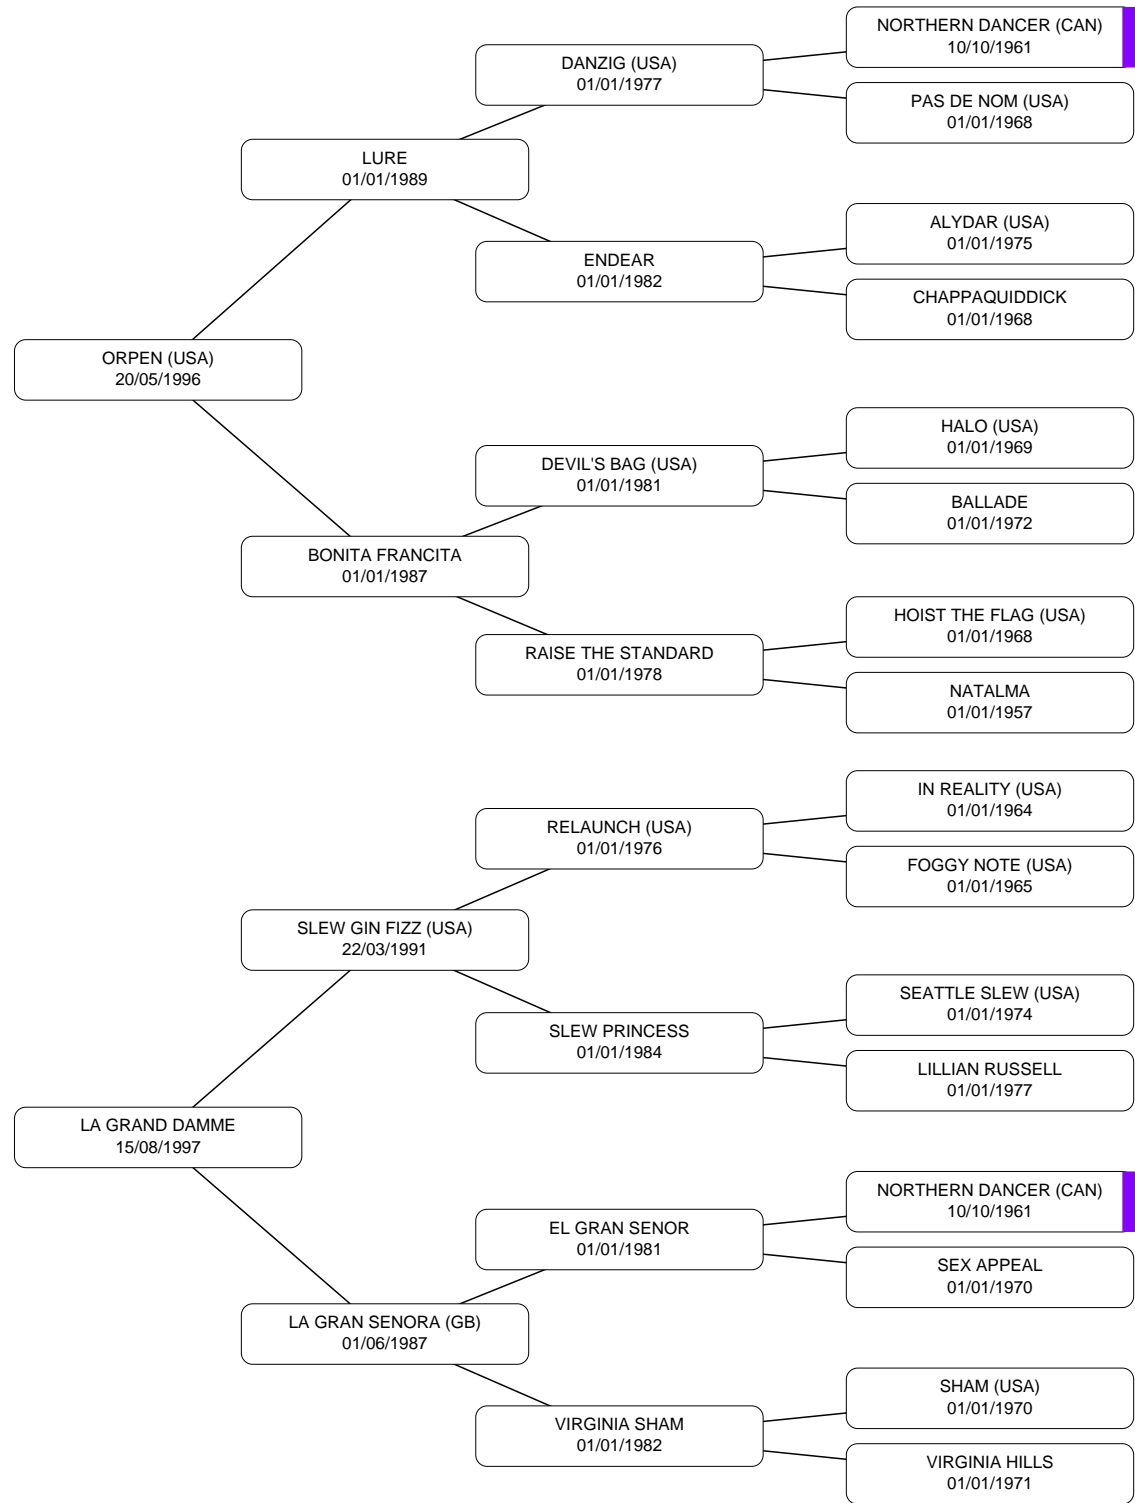 NORTHERN DANCER (CAN)
10/10/1961
DANZIG (USA)
01/01/1977
PAS DE NOM (USA)
01/01/1968
LURE
01/01/1989
ALYDAR (USA)
01/01/1975
ENDEAR
01/01/1982
CHAPPAQUIDDICK
01/01/1968
ORPEN (USA)
20/05/1996
HALO (USA)
01/01/1969
DEVIL'S BAG (USA)
01/01/1981
BALLADE
01/01/1972
BONITA FRANCITA
01/01/1987
HOIST THE FLAG (USA)
01/01/1968
RAISE THE STANDARD
01/01/1978
NATALMA
01/01/1957
IN REALITY (USA)
01/01/1964
RELAUNCH (USA)
01/01/1976
FOGGY NOTE (USA)
01/01/1965
SLEW GIN FIZZ (USA)
22/03/1991
SEATTLE SLEW (USA)
01/01/1974
SLEW PRINCESS
01/01/1984
LILLIAN RUSSELL
01/01/1977
LA GRAND DAMME
15/08/1997
NORTHERN DANCER (CAN)
10/10/1961
EL GRAN SENOR
01/01/1981
SEX APPEAL
01/01/1970
LA GRAN SENORA (GB)
01/06/1987
SHAM (USA)
01/01/1970
VIRGINIA SHAM
01/01/1982
VIRGINIA HILLS
01/01/1971